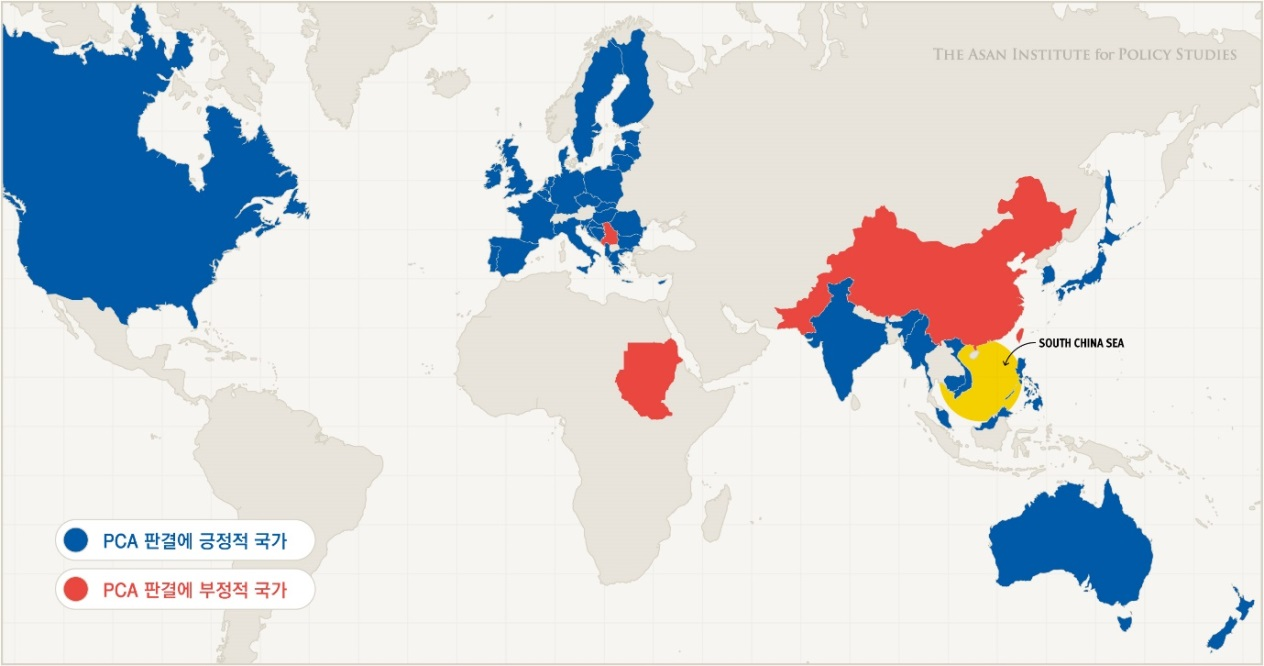 THE ASAN INSTITUTE for POLICY STUDIES
SOUTH CHINA SEA
PCA 판결에 긍정적 국가
PCA 판결에 부정적 국가